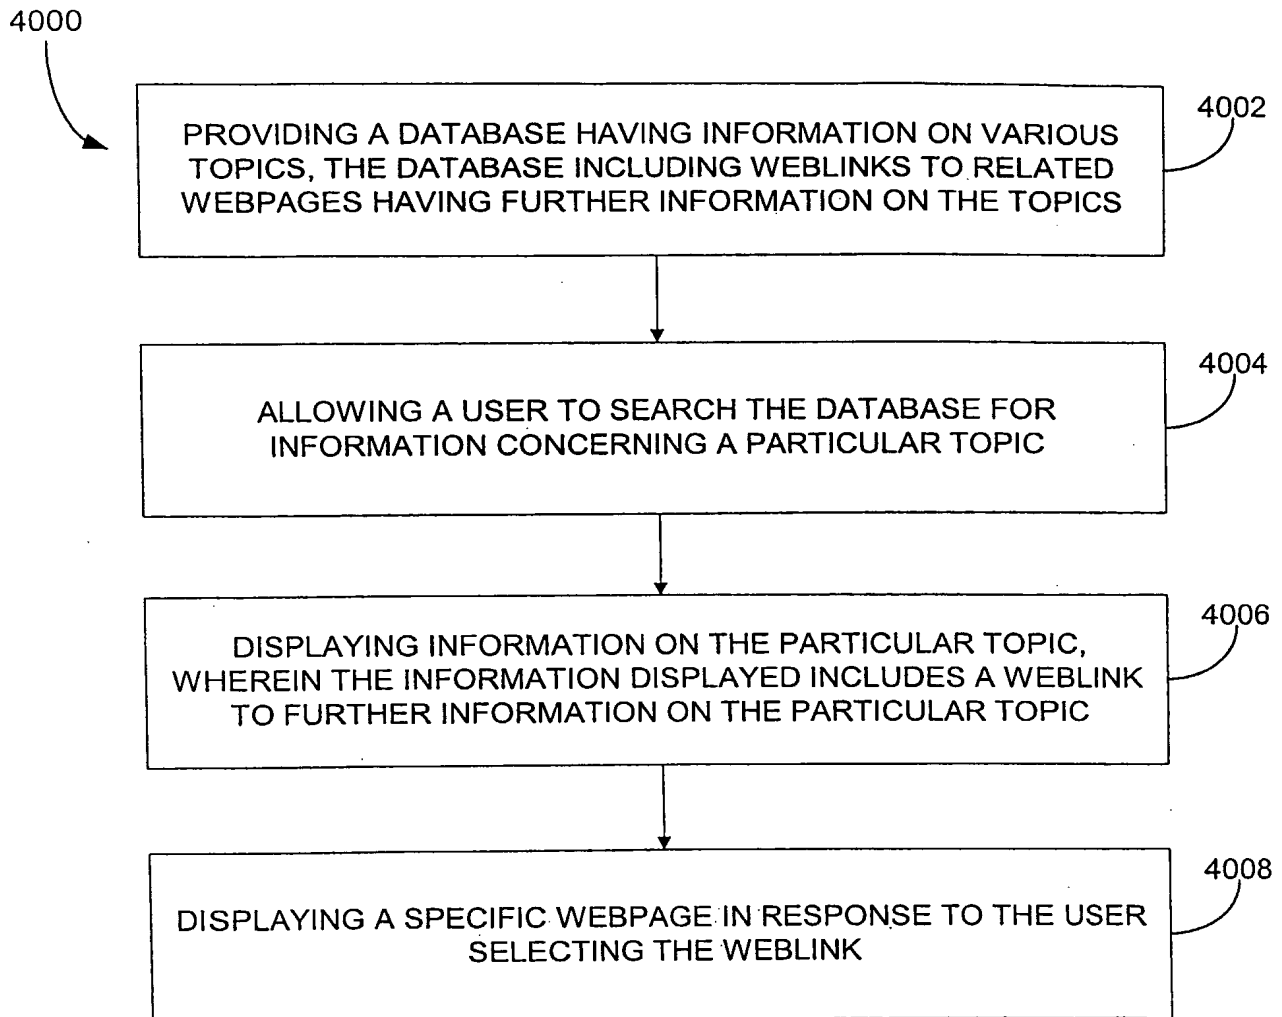 4000
4002
PROVIDING A DATABASE HAVING INFORMATION ON VARIOUS
TOPICS, THE DATABASE INCLUDING WEBLINKS TO RELATED
WEBPAGES HAVING FURTHER INFORMATION ON THE TOPICS
4004
ALLOWING A USER TO SEARCH THE DATABASE FOR
INFORMATION CONCERNING A PARTICULAR TOPIC
4006
DISPLAYING INFORMATION ON THE PARTICULAR TOPIC,
WHEREIN THE INFORMATION DISPLAYED INCLUDES A WEBLINK
TO FURTHER INFORMATION ON THE PARTICULAR TOPIC
4008
DISPLAYING A SPECIFIC WEBPAGE IN RESPONSE TO THE USER
SELECTING THE WEBLINK